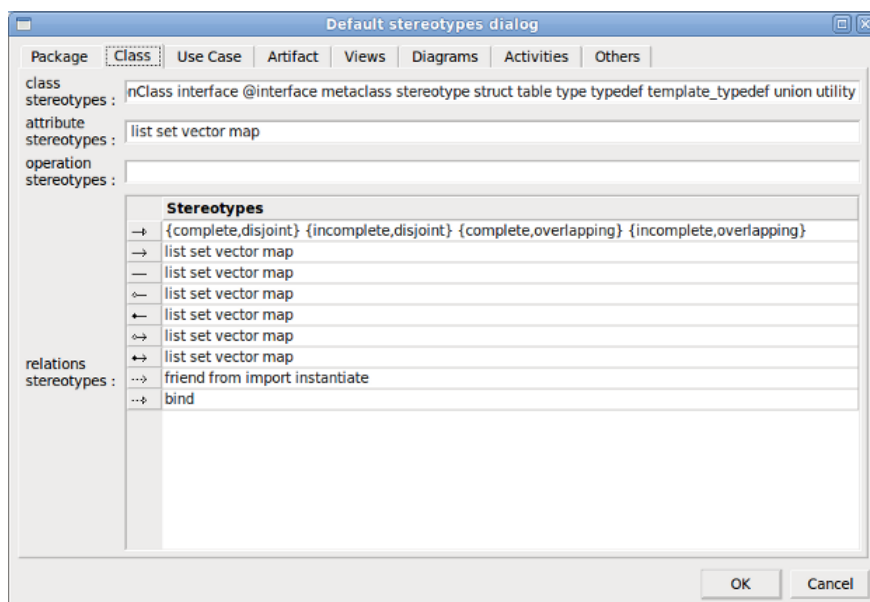 Default stereotypes dialog
Package Class Use Case Artifact Views Diagrams Activities Others
class
stereotypes :
nClass interface @interface metaclass stereotype struct table type typedef template_typedef union utility
attribute
stereotypes :
list set vector map
operation
stereotypes :
Stereotypes
{complete,disjoint} {incomplete,disjoint} {complete,overlapping} {incomplete,overlapping}
list set vector map
list set vector map
list set vector map
list set vector map
list set vector map
list set vector map
relations
stereotypes :
friend from import instantiate
bind
OK Cancel